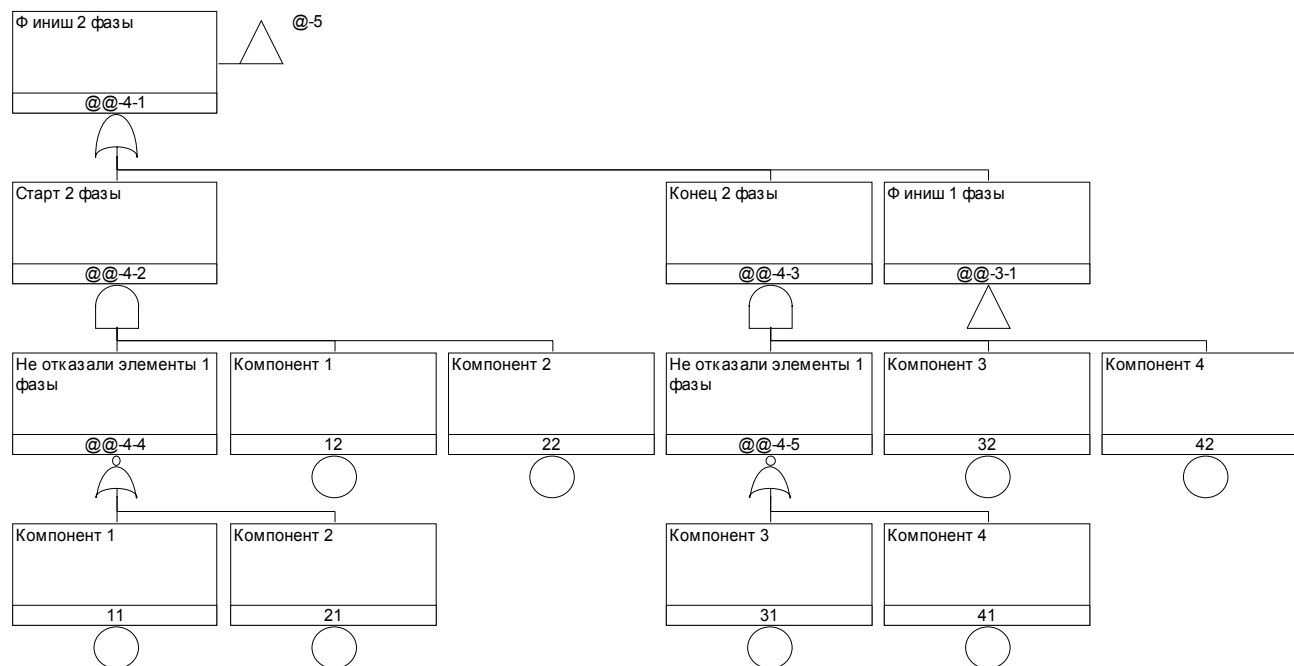 Финиш 2 фазы
@-5
@@-4-1
Старт 2 фазы
Конец 2 фазы
Финиш 1 фазы
@@-4-2
@@-4-3
@@-3-1
Не отказали элементы 1
фазы
Компонент 1
Компонент 2
Не отказали элементы 1
фазы
Компонент 3
Компонент 4
@@-4-4
12
22
@@-4-5
32
42
Компонент 1
Компонент 2
Компонент 3
Компонент 4
11
21
31
41